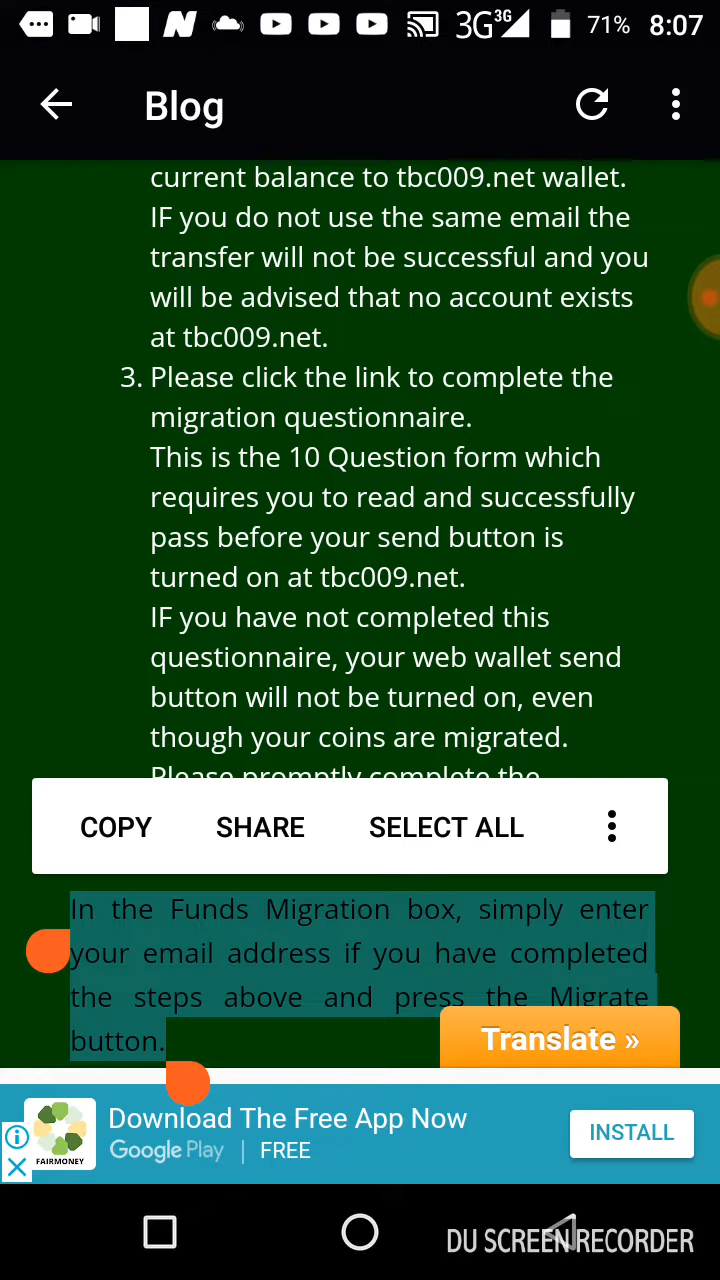 3G 3G 71% 8:07
Blog
current balance to tbc009.net wallet.
IF you do not use the same email the
transfer will not be successful and you
will be advised that no account exists
at tbc009.net.
3. Please click the link to complete the
migration questionnaire.
This is the 10 Question form which
requires you to read and successfully
pass before your send button is
turned on at tbc009.net.
IF you have not completed this
questionnaire, your web wallet send
button will not be turned on, even
though your coins are migrated.
Please promptly complete the
COPY SHARE SELECT ALL
In the Funds Migration box, simply enter
your email address if you have completed
the steps above and press the Migrate
button.
Translate »
Download The Free App Now
Google Play | FREE
INSTALL
FAIRMONEY
DU SCREEN RECORDER